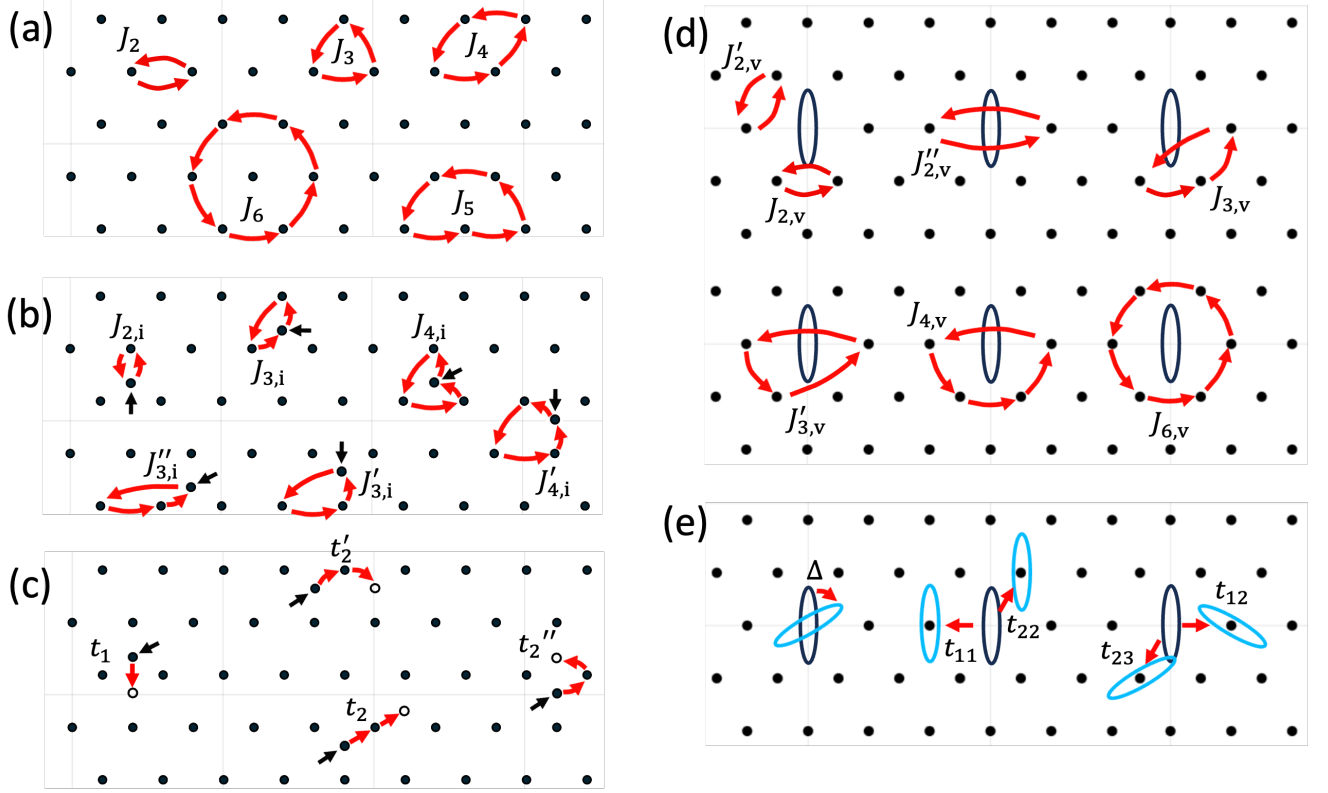 (a)
J₂
J₃
J₄
J₆
J₅
(b)
J₂,ᵢ
J₃,ᵢ
J₄,ᵢ
J″₃,ᵢ
J′₃,ᵢ
J′₄,ᵢ
(c)
t₁
t′₂
t₂
t₂″
(d)
J′₂,ᵥ
J₂,ᵥ
J″₂,ᵥ
J₃,ᵥ
J′₃,ᵥ
J₄,ᵥ
J₆,ᵥ
(e)
Δ
t₁₁
t₂₂
t₂₃
t₁₂